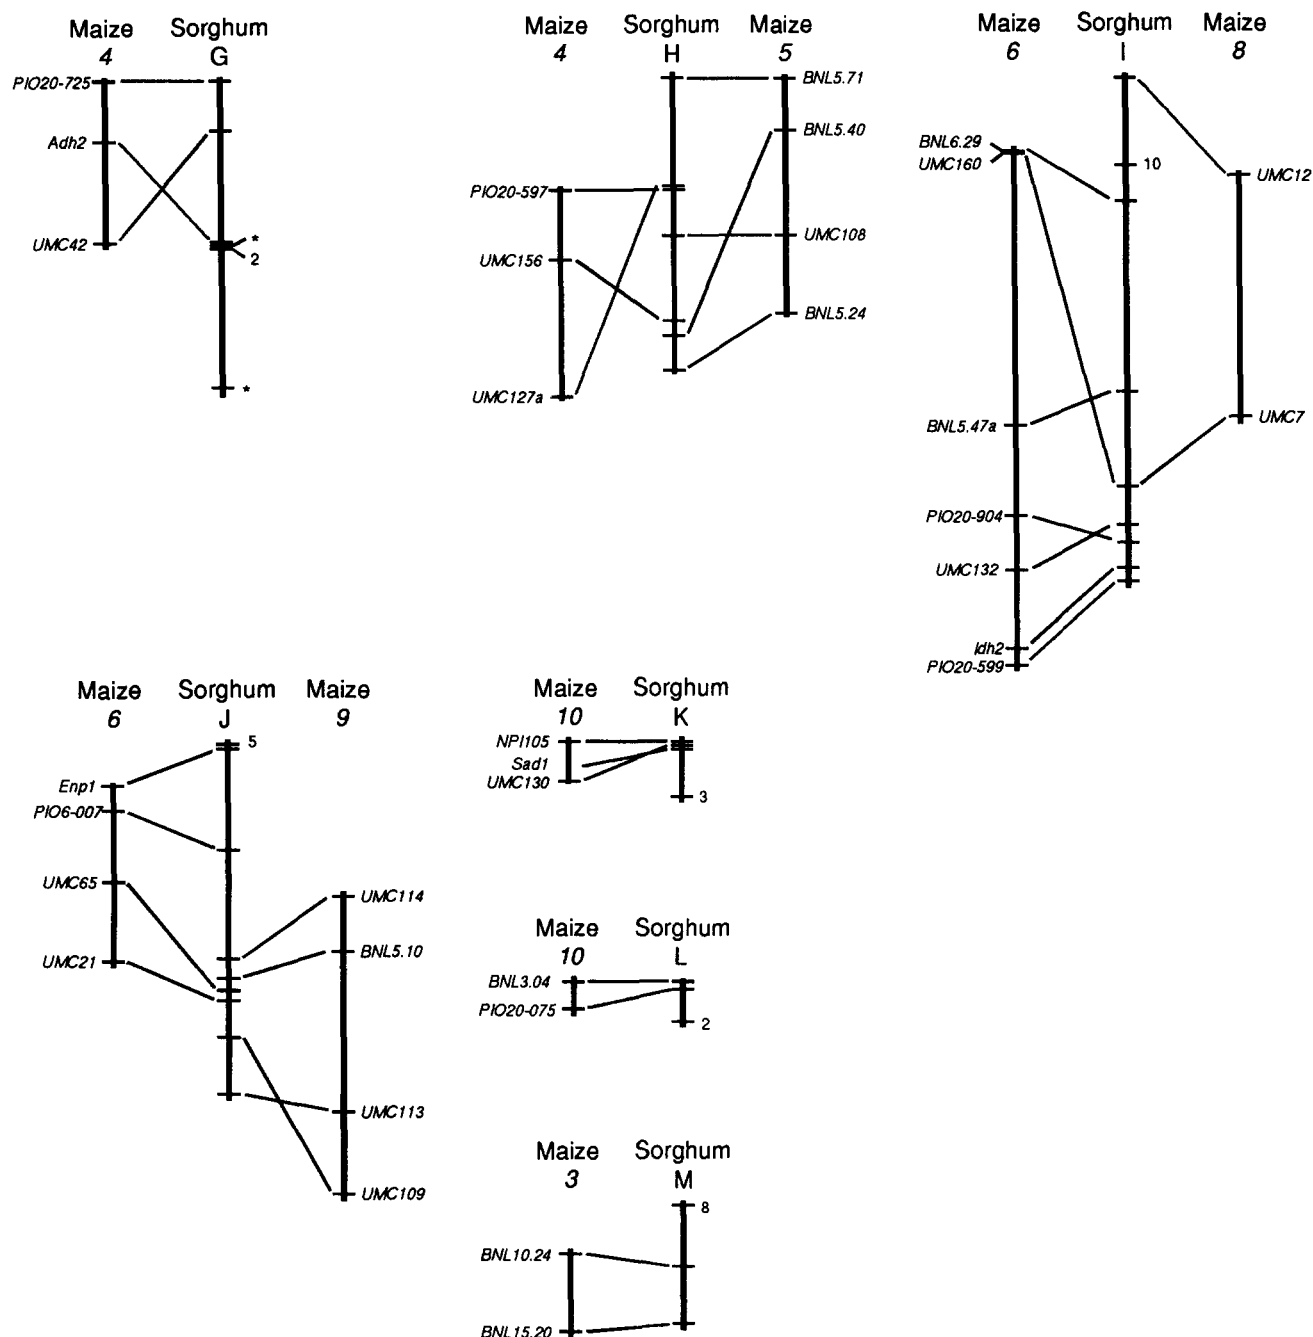 Maize Sorghum
4 G
PIO20-725
Adh2
UMC42
*
2
*
Maize Sorghum Maize
4 H 5
BNL5.71
BNL5.40
PIO20-597
UMC108
UMC156
BNL5.24
UMC127a
Maize Sorghum Maize
6 I 8
BNL6.29
UMC160
10
UMC12
BNL5.47a
UMC7
PIO20-904
UMC132
Idh2
PIO20-599
Maize Sorghum Maize
6 J 9
5
Enp1
PIO6-007
UMC65
UMC114
BNL5.10
UMC21
UMC113
UMC109
Maize Sorghum
10 K
NPI105
Sad1
UMC130
3
Maize Sorghum
10 L
BNL3.04
PIO20-075
2
Maize Sorghum
3 M
8
BNL10.24
BNL15.20